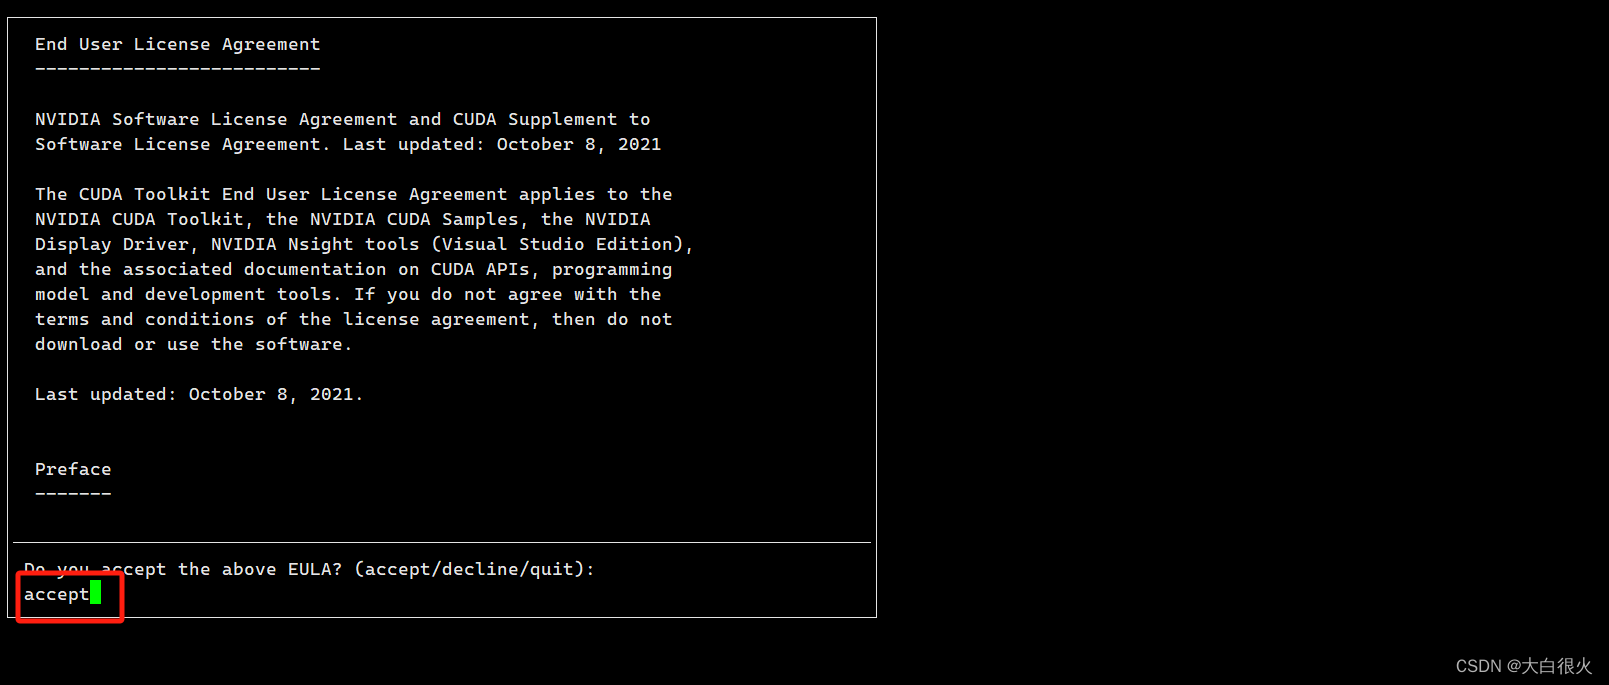 End User License Agreement
--------------------------
NVIDIA Software License Agreement and CUDA Supplement to
Software License Agreement. Last updated: October 8, 2021
The CUDA Toolkit End User License Agreement applies to the
NVIDIA CUDA Toolkit, the NVIDIA CUDA Samples, the NVIDIA
Display Driver, NVIDIA Nsight tools (Visual Studio Edition),
and the associated documentation on CUDA APIs, programming
model and development tools. If you do not agree with the
terms and conditions of the license agreement, then do not
download or use the software.
Last updated: October 8, 2021.
Preface
-------
Do you accept the above EULA? (accept/decline/quit):
accept
CSDN @大白很火